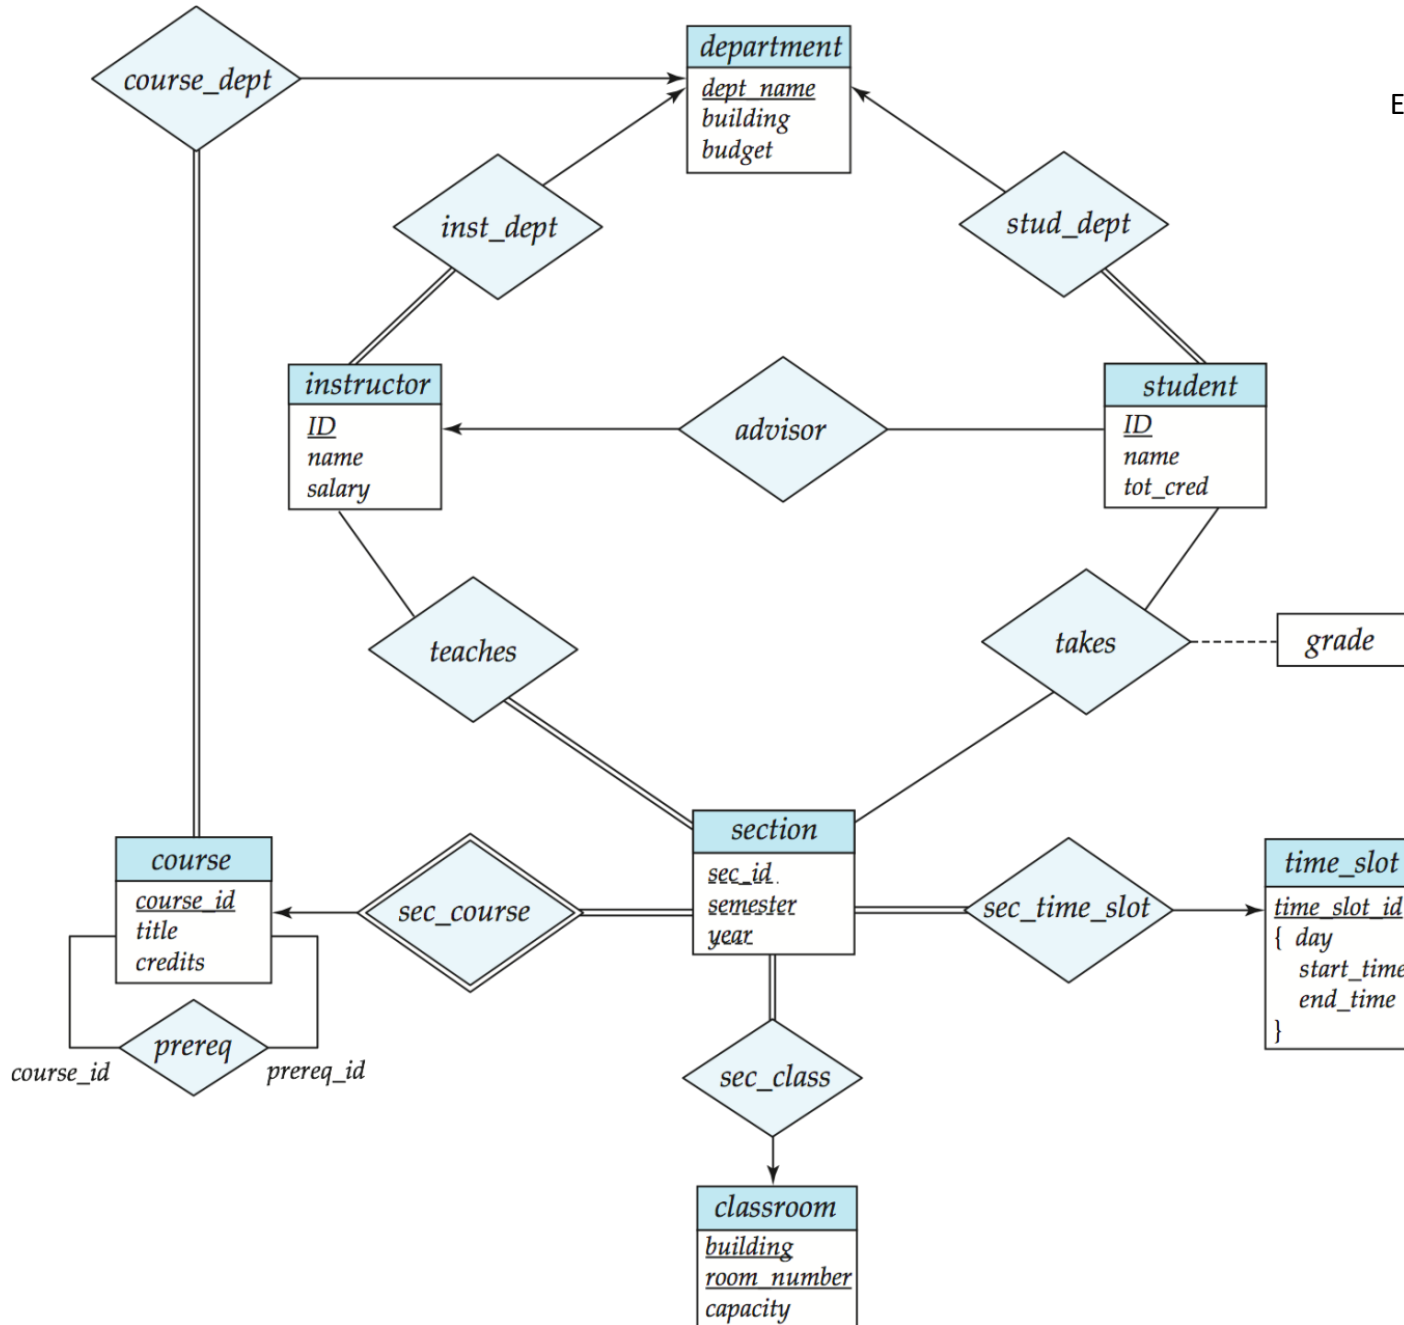 course_dept
department
dept_name
building
budget
E
inst_dept
stud_dept
instructor
ID
name
salary
advisor
student
ID
name
tot_cred
teaches
takes
grade
section
sec_id
semester
year
course
course_id
title
credits
sec_course
sec_time_slot
time_slot
time_slot_id
{ day
start_time
end_time
}
prereq
course_id
prereq_id
sec_class
classroom
building
room_number
capacity